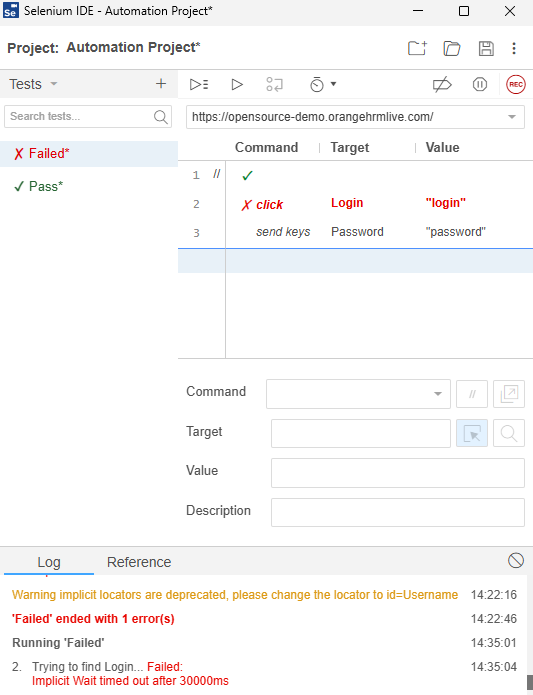 Se Selenium IDE - Automation Project*
Project: Automation Project*
Tests
Search tests...
✗ Failed*
✓ Pass*
REC
https://opensource-demo.orangehrmlive.com/
Command Target Value
1 // ✓
2 ✗ click Login "login"
3 send keys Password "password"
Command //
Target
Value
Description
Log Reference
Warning implicit locators are deprecated, please change the locator to id=Username 14:22:16
'Failed' ended with 1 error(s) 14:22:46
Running 'Failed' 14:35:01
2. Trying to find Login... Failed: 14:35:04
Implicit Wait timed out after 30000ms